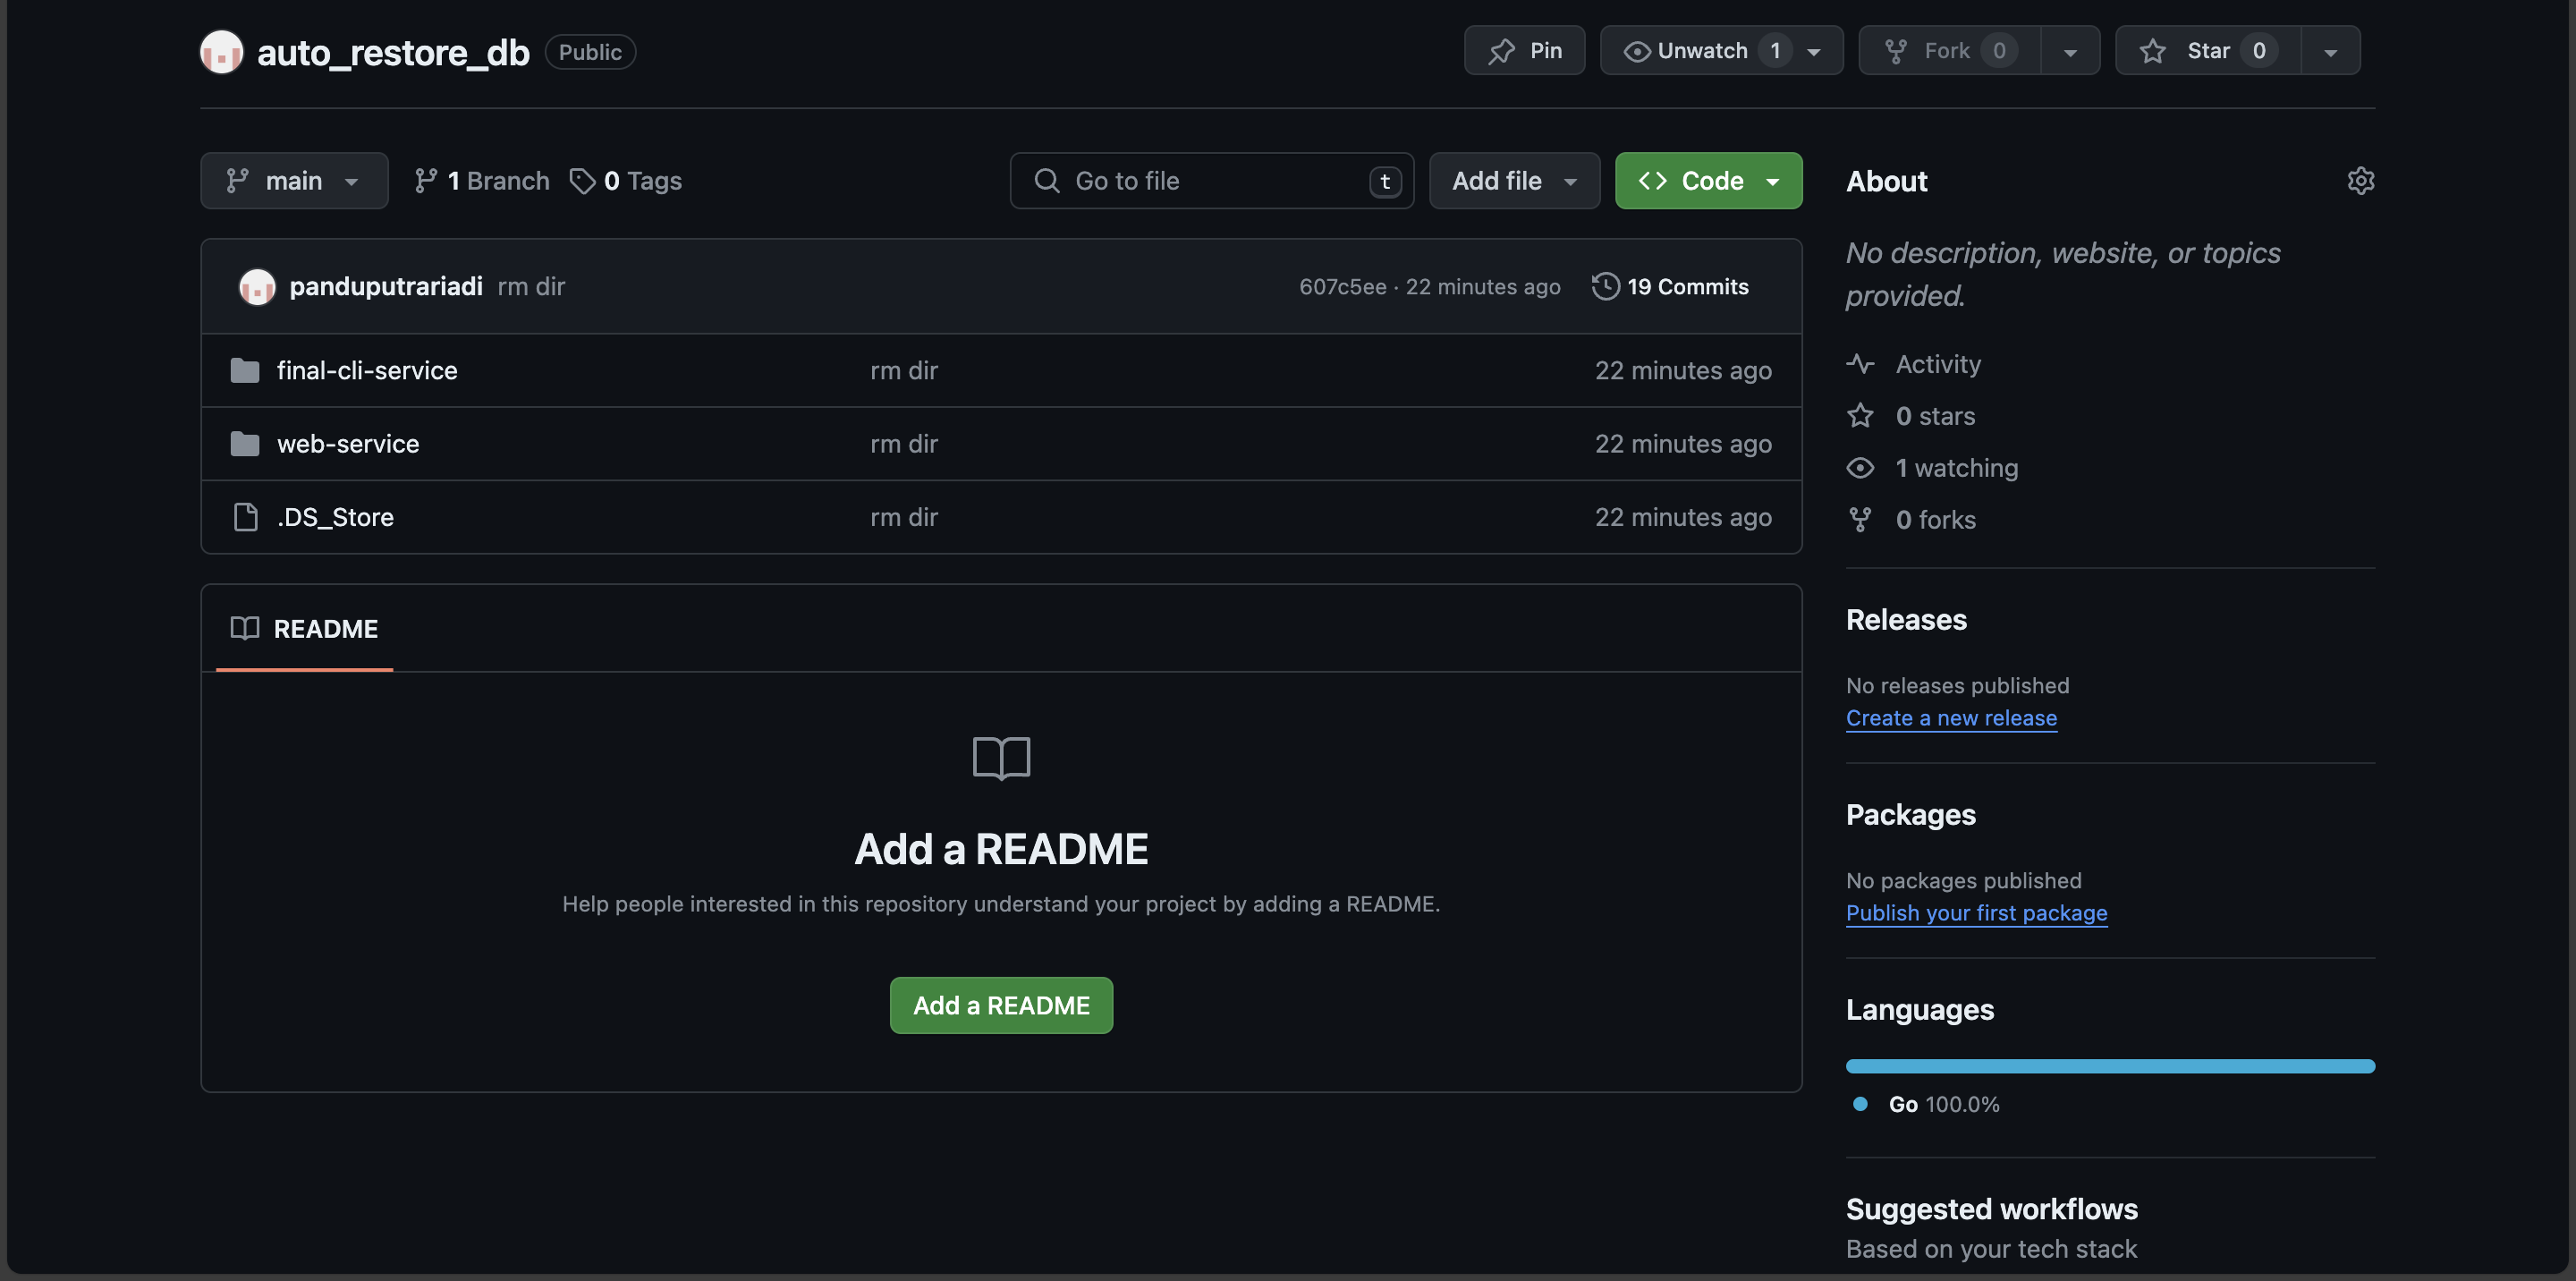 auto_restore_db Public
Pin
Unwatch 1
Fork 0
Star 0
main
1 Branch
0 Tags
Go to file t
Add file
Code
panduputrariadi rm dir 607c5ee · 22 minutes ago 19 Commits
final-cli-service rm dir 22 minutes ago
web-service rm dir 22 minutes ago
.DS_Store rm dir 22 minutes ago
README
Add a README
Help people interested in this repository understand your project by adding a README.
Add a README
About
No description, website, or topics
provided.
Activity
0 stars
1 watching
0 forks
Releases
No releases published
Create a new release
Packages
No packages published
Publish your first package
Languages
Go 100.0%
Suggested workflows
Based on your tech stack